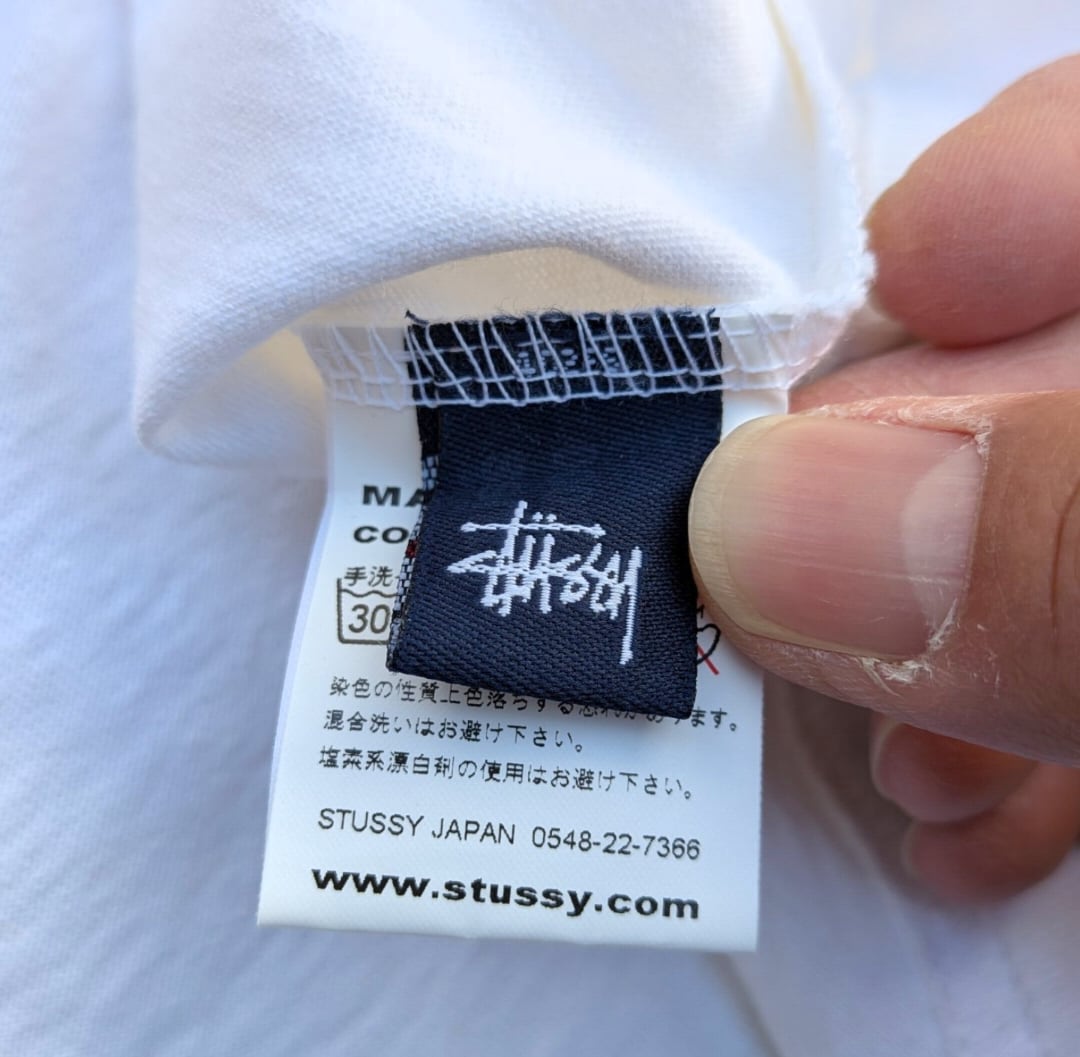 MA
CO
手洗
30
染色の性質上色落ちする恐れがあります。
混合洗いはお避け下さい。
塩素系漂白剤の使用はお避け下さい。
STUSSY JAPAN 0548-22-7366
www.stussy.com